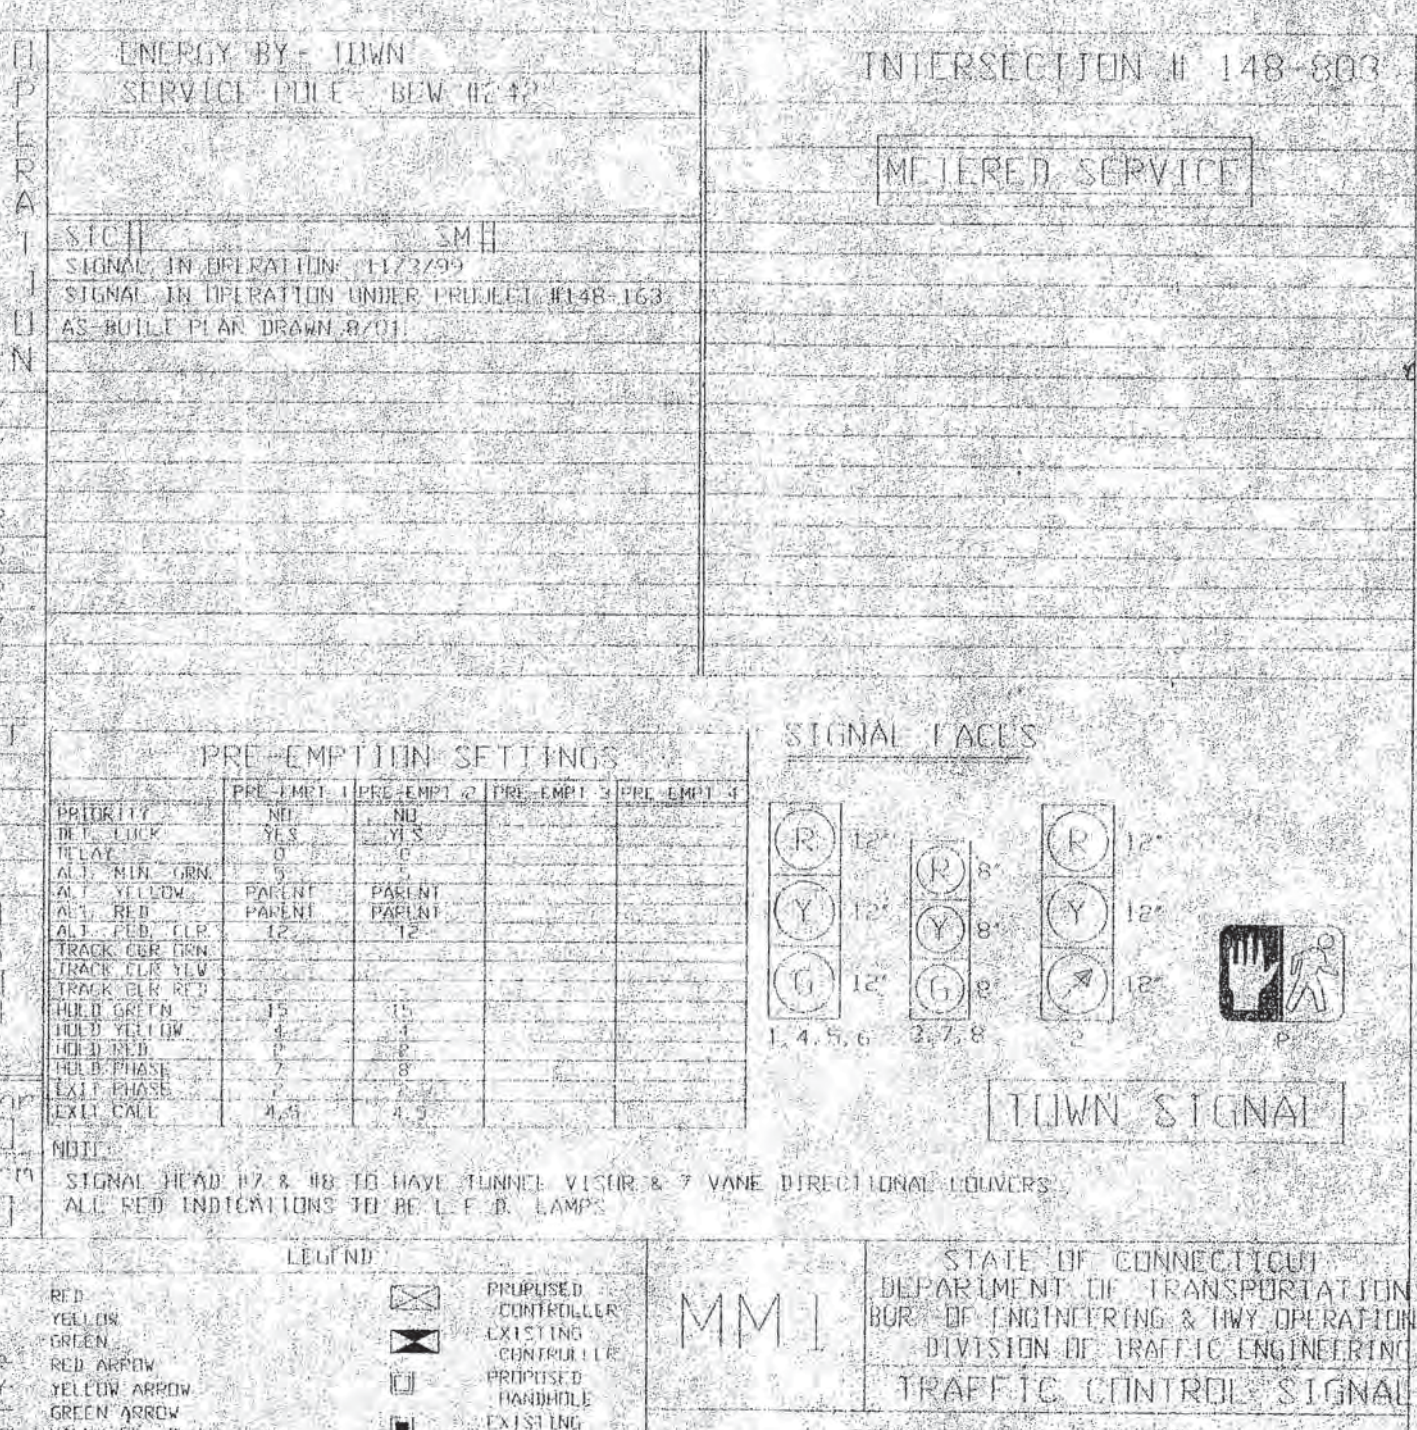 OPERATION
ENERGY BY - TOWN
SERVICE POLE - BEW #242
INTERSECTION # 148-803
METERED SERVICE
STC# SM#
SIGNAL IN OPERATION: 11/3/99
SIGNAL IN OPERATION UNDER PROJECT #148-163
AS-BUILT PLAN DRAWN 8/01
PRE-EMPTION SETTINGS
PRE-EMPT 1 PRE-EMPT 2 PRE-EMPT 3 PRE-EMPT 4
PRIORITY NO NO
DET. LOCK YES YES
DELAY 0 0
ALT. MIN. GRN. 5 5
ALT. YELLOW PARENT PARENT
ALT. RED PARENT PARENT
ALT. PED. CLR. 12 12
TRACK CLR GRN
TRACK CLR YEW
TRACK CLR RED
HOLD GREEN 15 15
HOLD YELLOW 4 4
HOLD RED 2 2
HOLD PHASE 7 8
EXIT PHASE 2 2
EXIT CALL 4,5 4,5
NOTE:
SIGNAL HEAD #7 & #8 TO HAVE TUNNEL VISOR & 7 VANE DIRECTIONAL LOUVERS
ALL RED INDICATIONS TO BE L.E.D. LAMPS
SIGNAL FACES
R 12"
Y 12"
G 12"
1,4,5,6
R 8"
Y 8"
G 8"
3,7,8
R 12"
Y 12"
12"
2
P
TOWN SIGNAL
LEGEND
RED
YELLOW
GREEN
RED ARROW
YELLOW ARROW
GREEN ARROW
PROPOSED CONTROLLER
EXISTING CONTROLLER
PROPOSED HANDHOLE
EXISTING
MMI
STATE OF CONNECTICUT
DEPARTMENT OF TRANSPORTATION
BUR. OF ENGINEERING & HWY OPERATION
DIVISION OF TRAFFIC ENGINEERING
TRAFFIC CONTROL SIGNAL